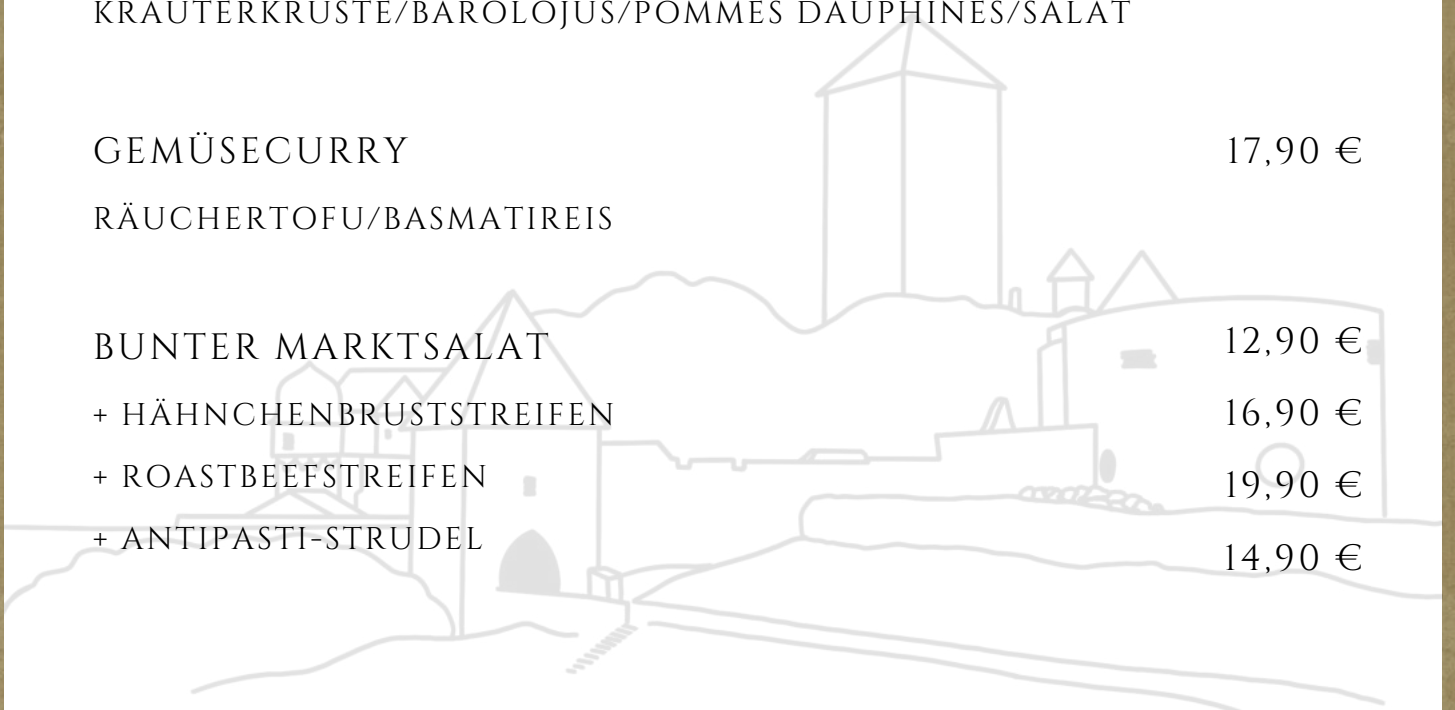 KRÄUTERKRUSTE/BAROLOJUS/POMMES DAUPHINES/SALAT
GEMÜSECURRY 17,90 €
RÄUCHERTOFU/BASMATIREIS
BUNTER MARKTSALAT 12,90 €
+ HÄHNCHENBRUSTSTREIFEN 16,90 €
+ ROASTBEEFSTREIFEN 19,90 €
+ ANTIPASTI-STRUDEL 14,90 €